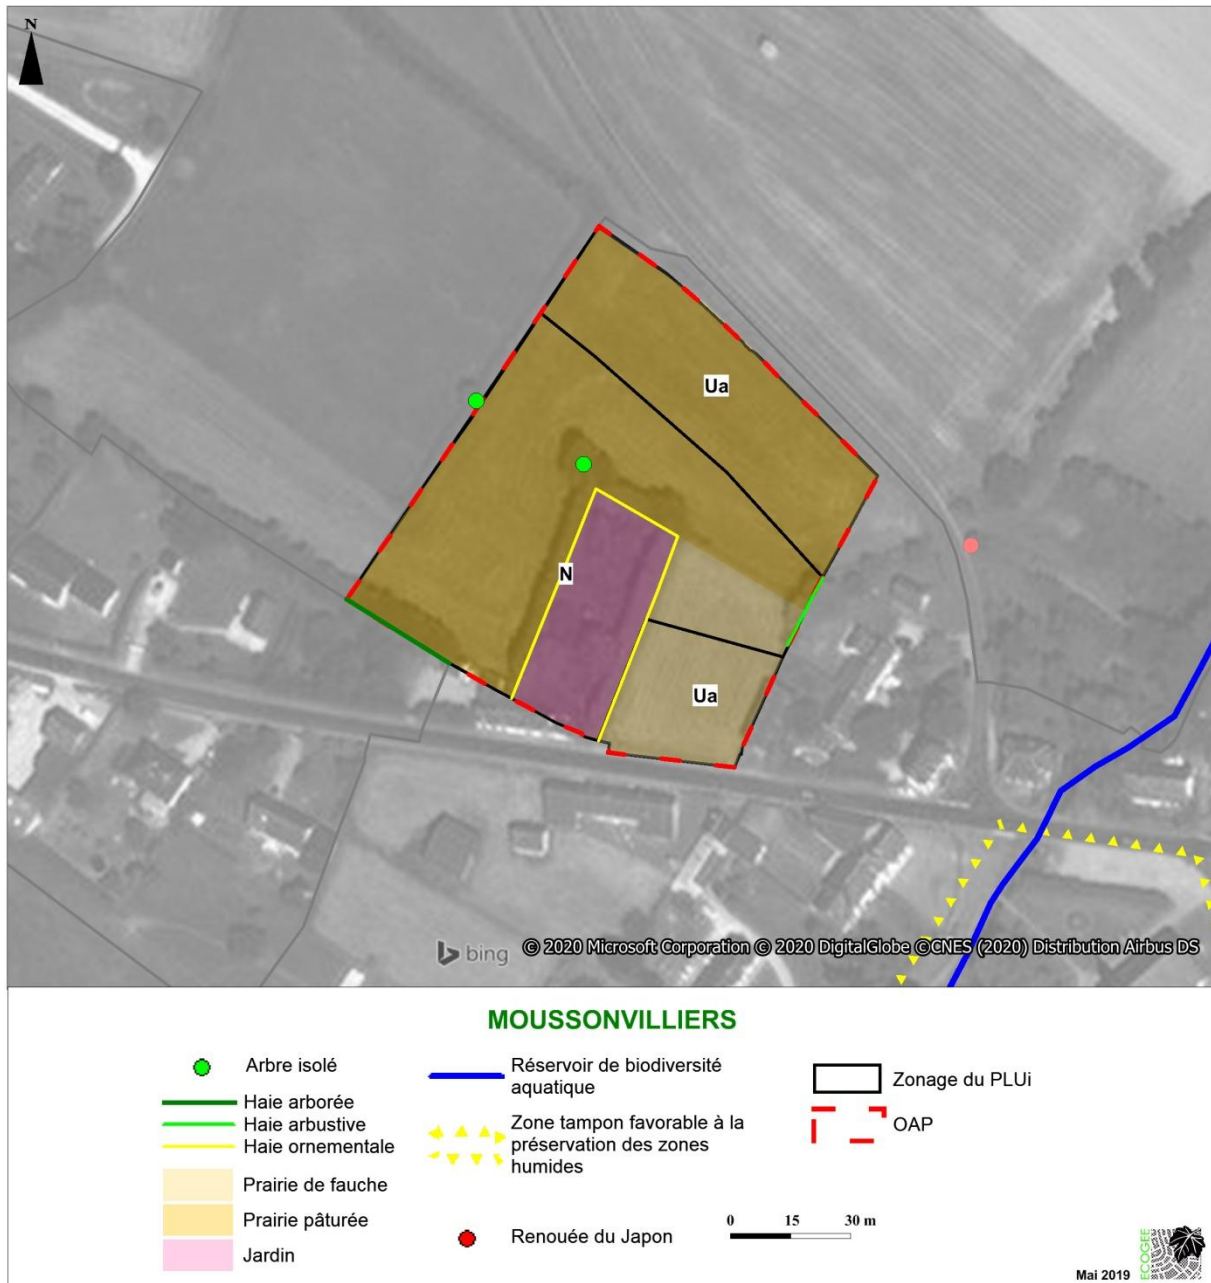 N
Ua
N
Ua
bing
© 2020 Microsoft Corporation © 2020 DigitalGlobe ©CNES (2020) Distribution Airbus DS
MOUSSONVILLIERS
Arbre isolé
Haie arborée
Haie arbustive
Haie ornementale
Prairie de fauche
Prairie pâturée
Jardin
Réservoir de biodiversité
aquatique
Zone tampon favorable à la
préservation des zones
humides
Renouée du Japon
Zonage du PLUi
OAP
0 15 30 m
Mai 2019
ECOGEE